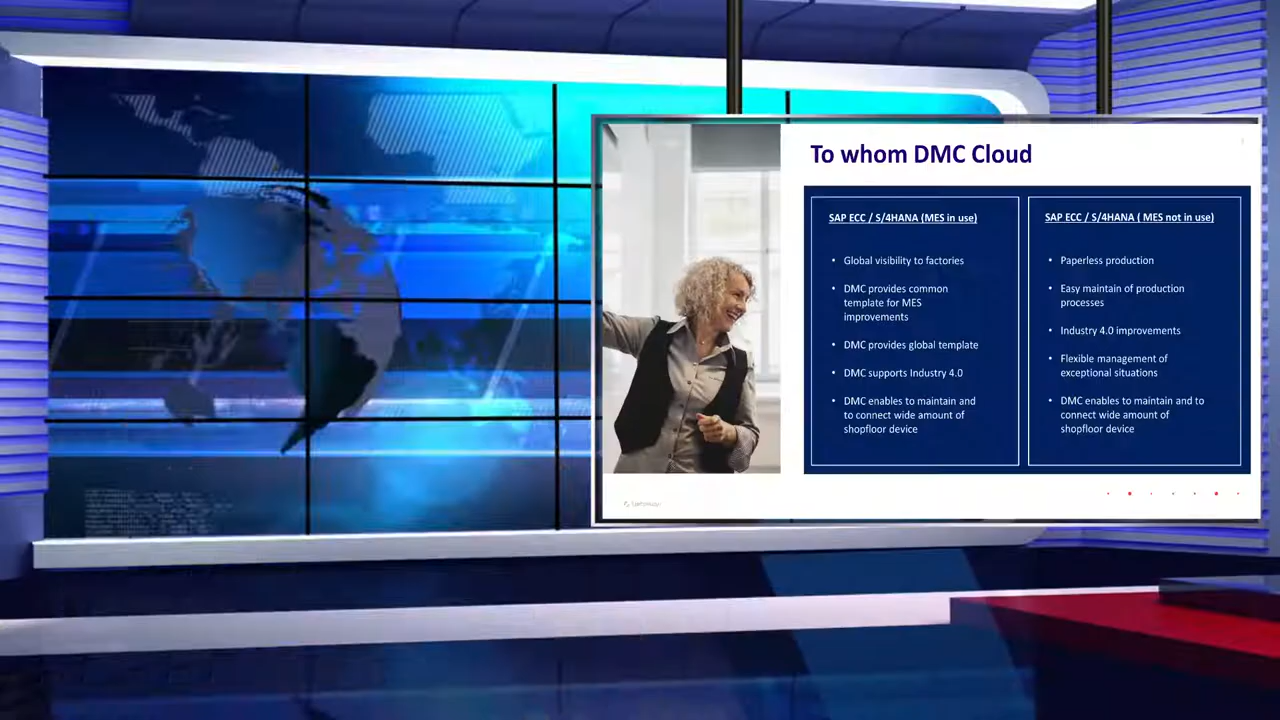 To whom DMC Cloud
SAP ECC / S/4HANA (MES in use)
• Global visibility to factories
• DMC provides common
template for MES
improvements
• DMC provides global template
• DMC supports Industry 4.0
• DMC enables to maintain and
to connect wide amount of
shopfloor device
SAP ECC / S/4HANA ( MES not in use)
• Paperless production
• Easy maintain of production
processes
• Industry 4.0 improvements
• Flexible management of
exceptional situations
• DMC enables to maintain and to
connect wide amount of
shopfloor device